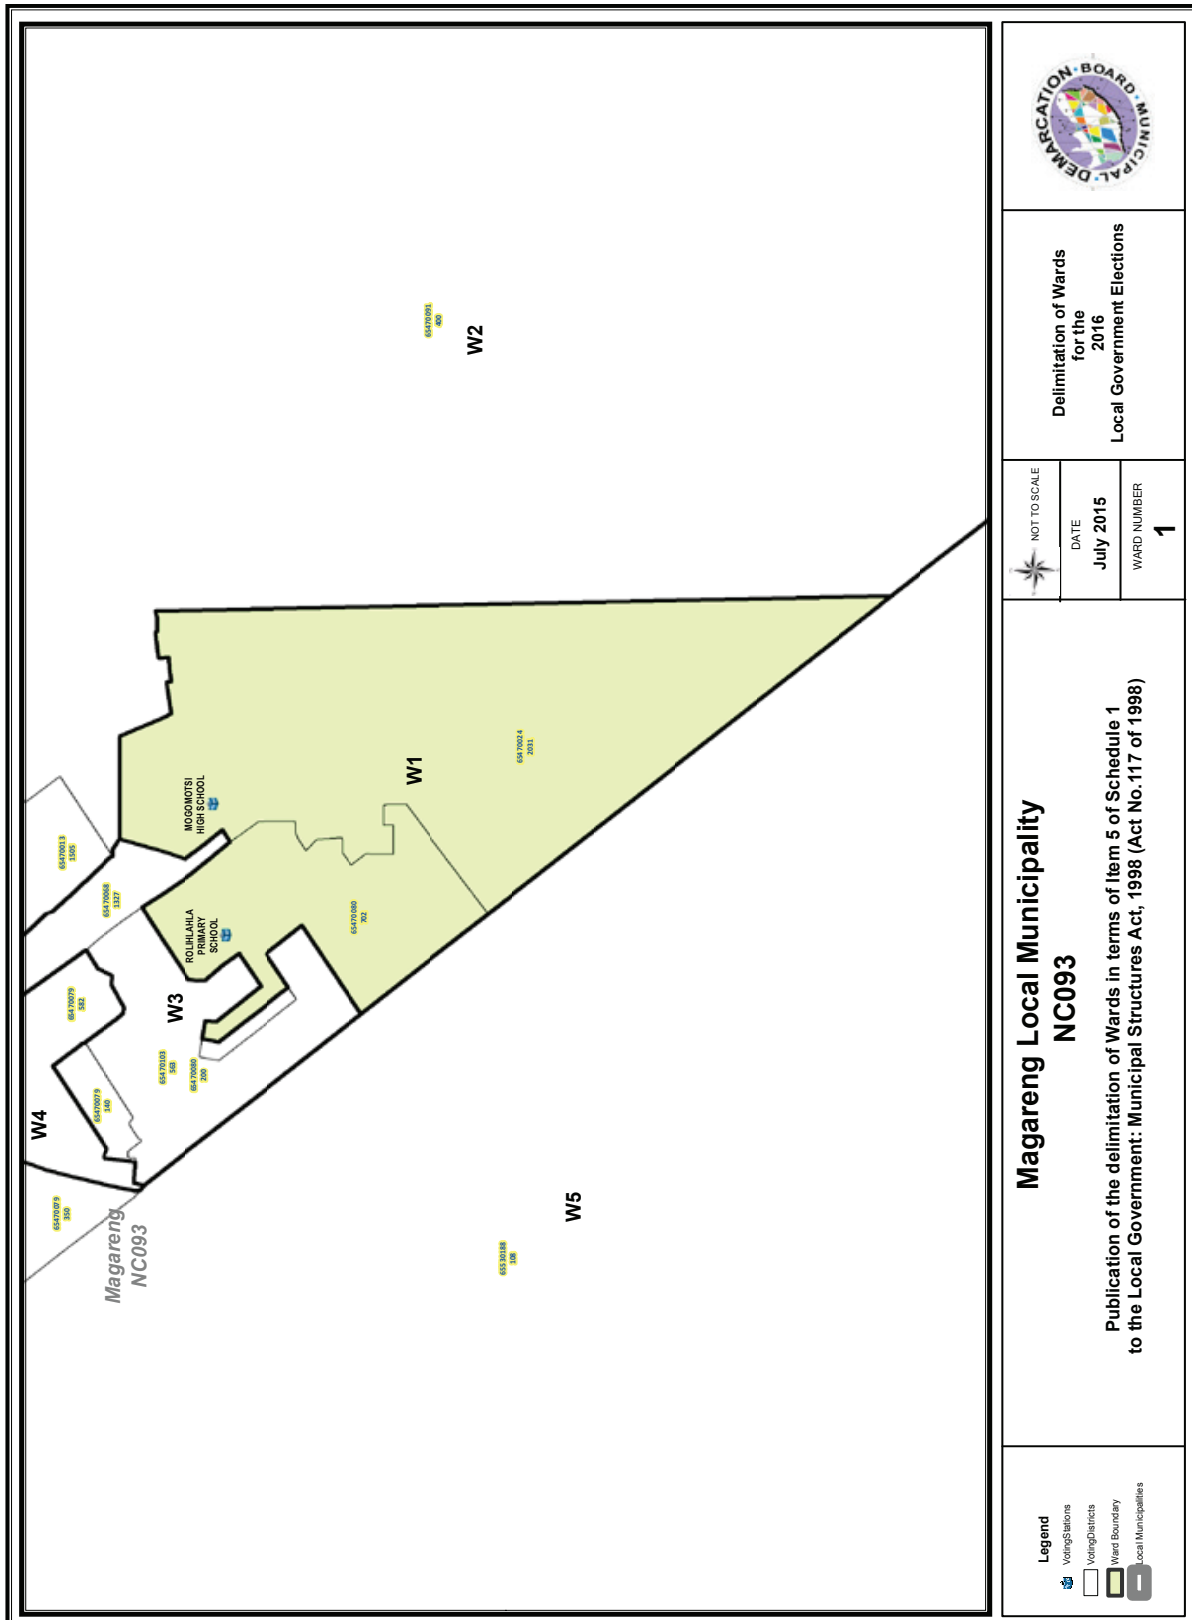 W4
W3
W1
W2
W5
65470079
350
65470079
140
65470079
582
65470103
563
65470080
200
65470068
1327
65470013
1505
65470080
702
65470024
2031
65470091
400
65530188
108
ROLIHLAHLA
PRIMARY
SCHOOL
MOGOMOTSI
HIGH SCHOOL
Magareng
NC093
Legend
VotingStations
VotingDistricts
Ward Boundary
Local Municipalities
Magareng Local Municipality
NC093
Publication of the delimitation of Wards in terms of Item 5 of Schedule 1
to the Local Government: Municipal Structures Act, 1998 (Act No.117 of 1998)
NOT TO SCALE
DATE
July 2015
WARD NUMBER
1
Delimitation of Wards
for the
2016
Local Government Elections
MUNICIPAL · DEMARCATION · BOARD